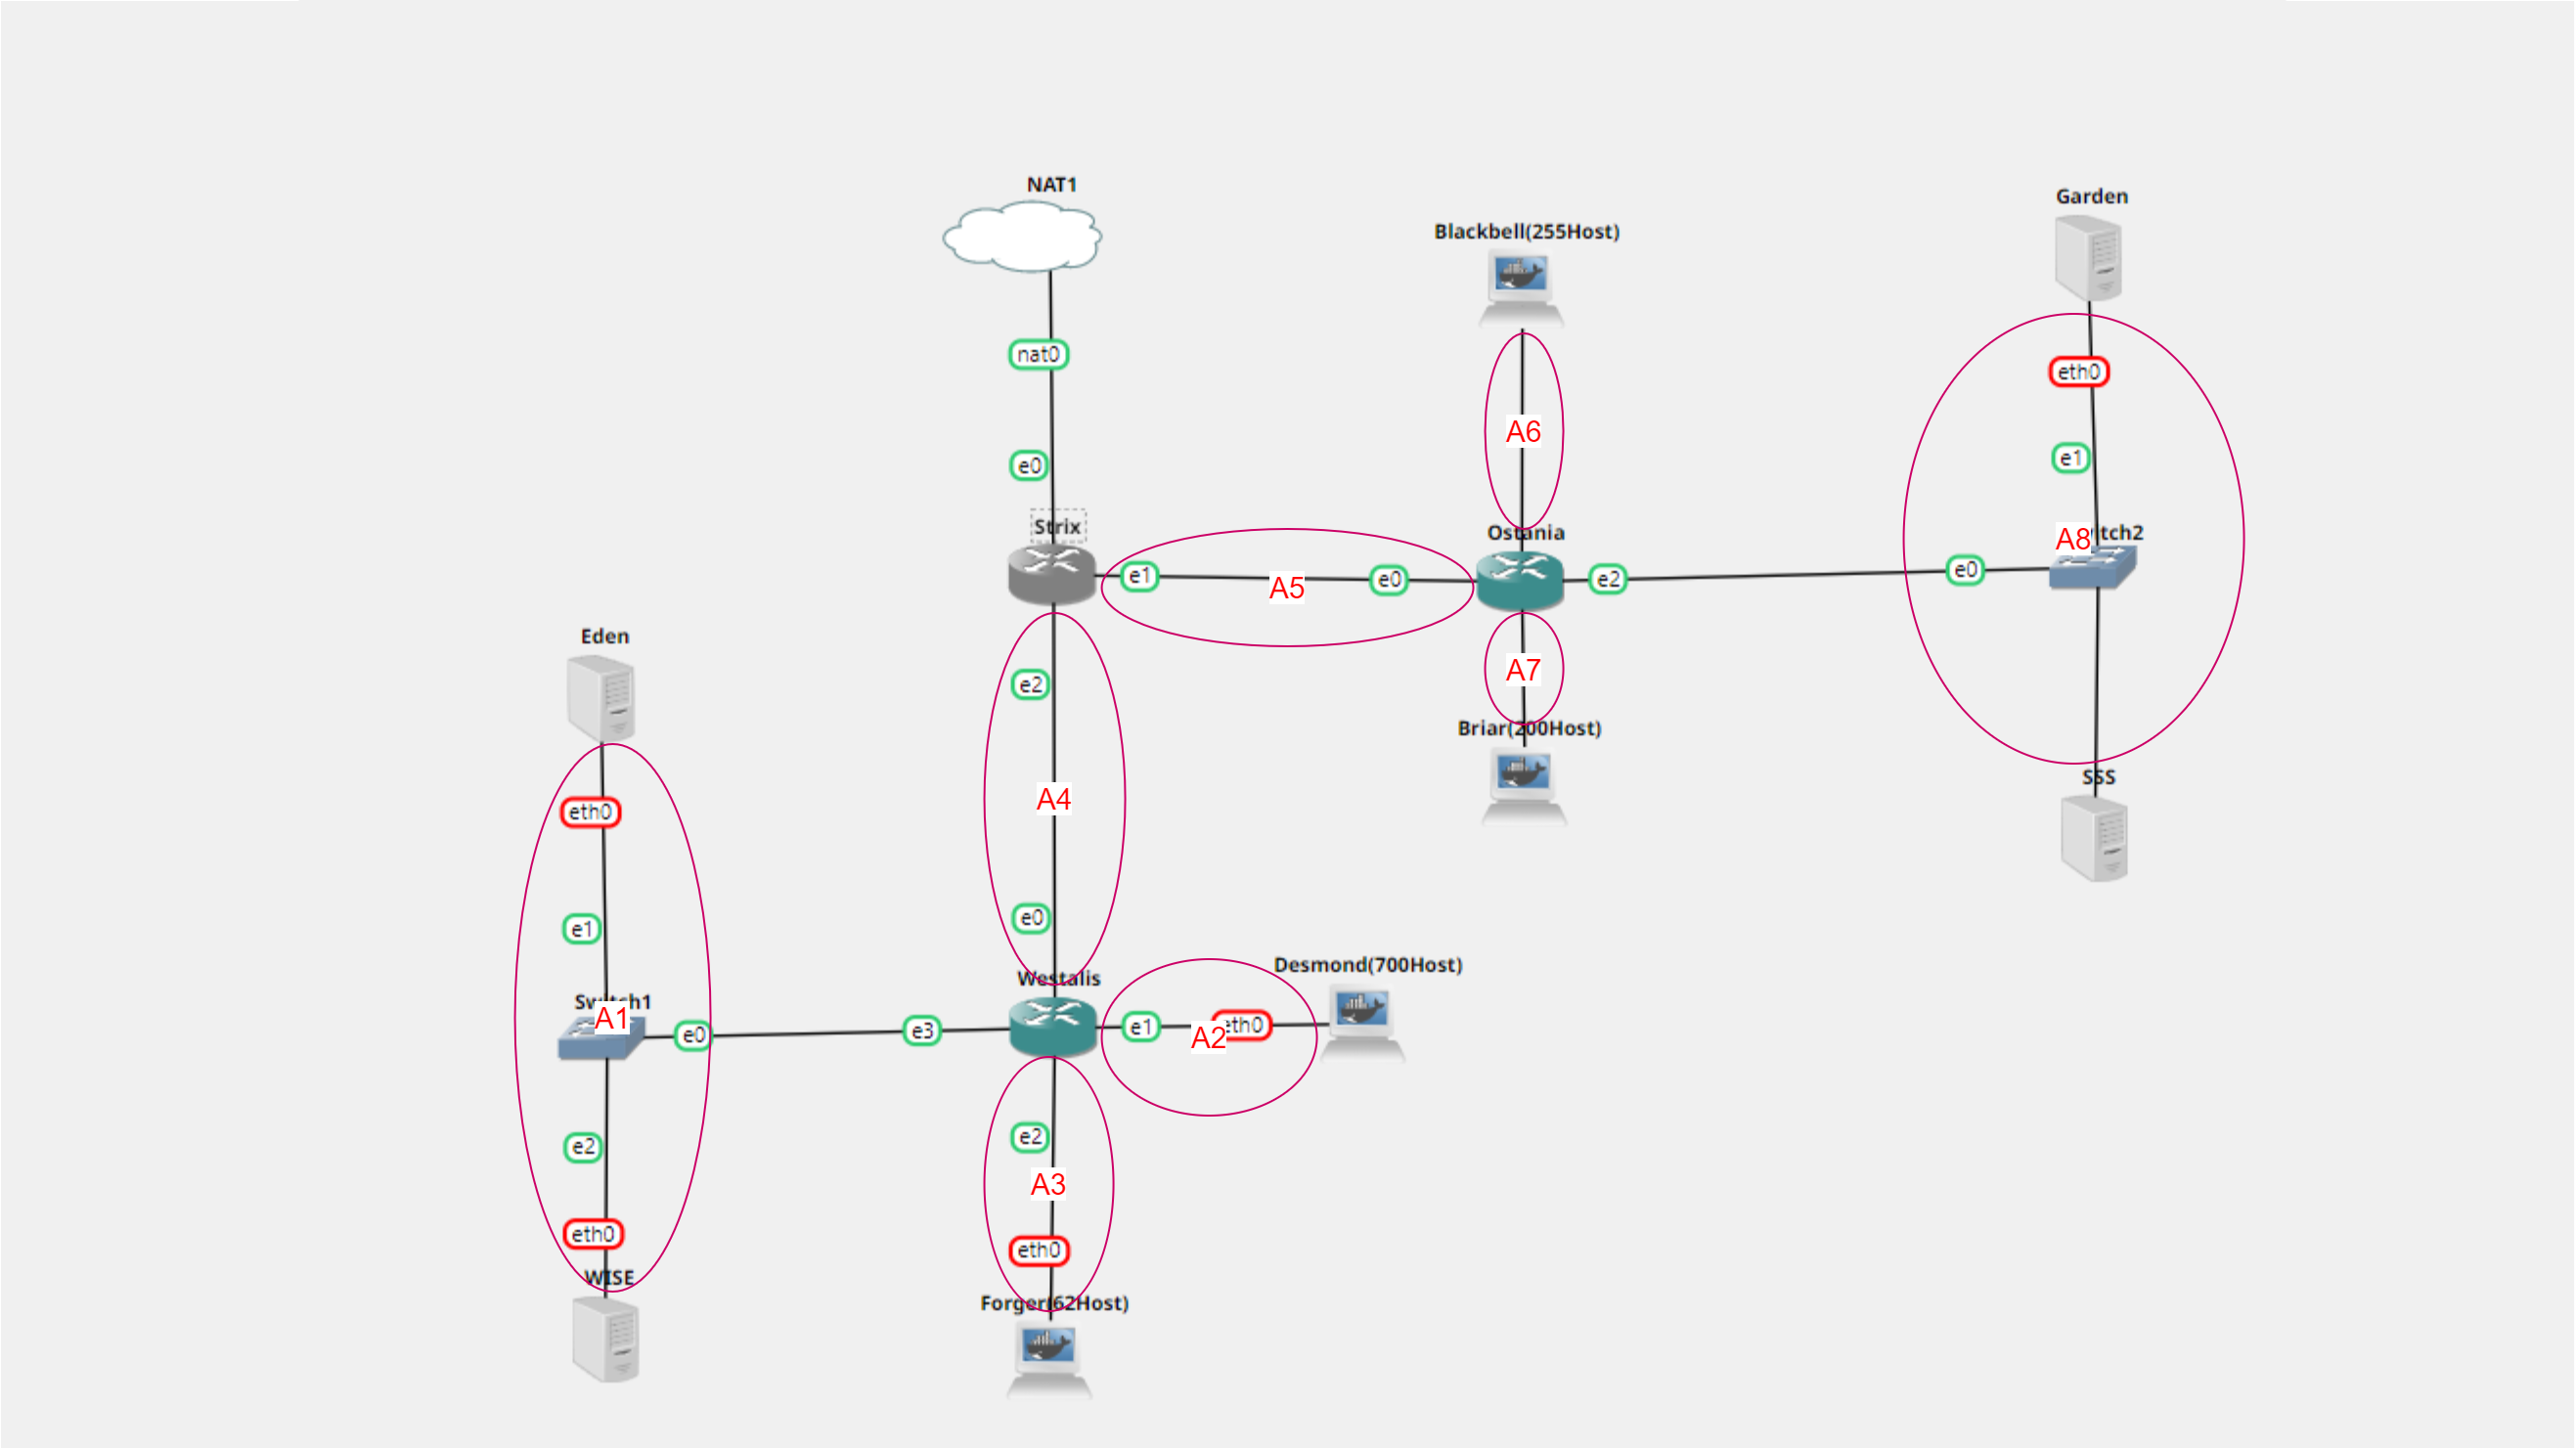 NAT1
Garden
Blackbell(255Host)
nat0
eth0
A6
e1
e0
Strix
Ostania
A8
tch2
e1
A5
e0
e2
e0
Eden
e2
A7
Briar(200Host)
SSS
eth0
A4
e1
e0
Westalis
Desmond(700Host)
Switch1
A1
e0
e3
e1
eth0
A2
e2
e2
A3
eth0
eth0
WISE
Forger(62Host)